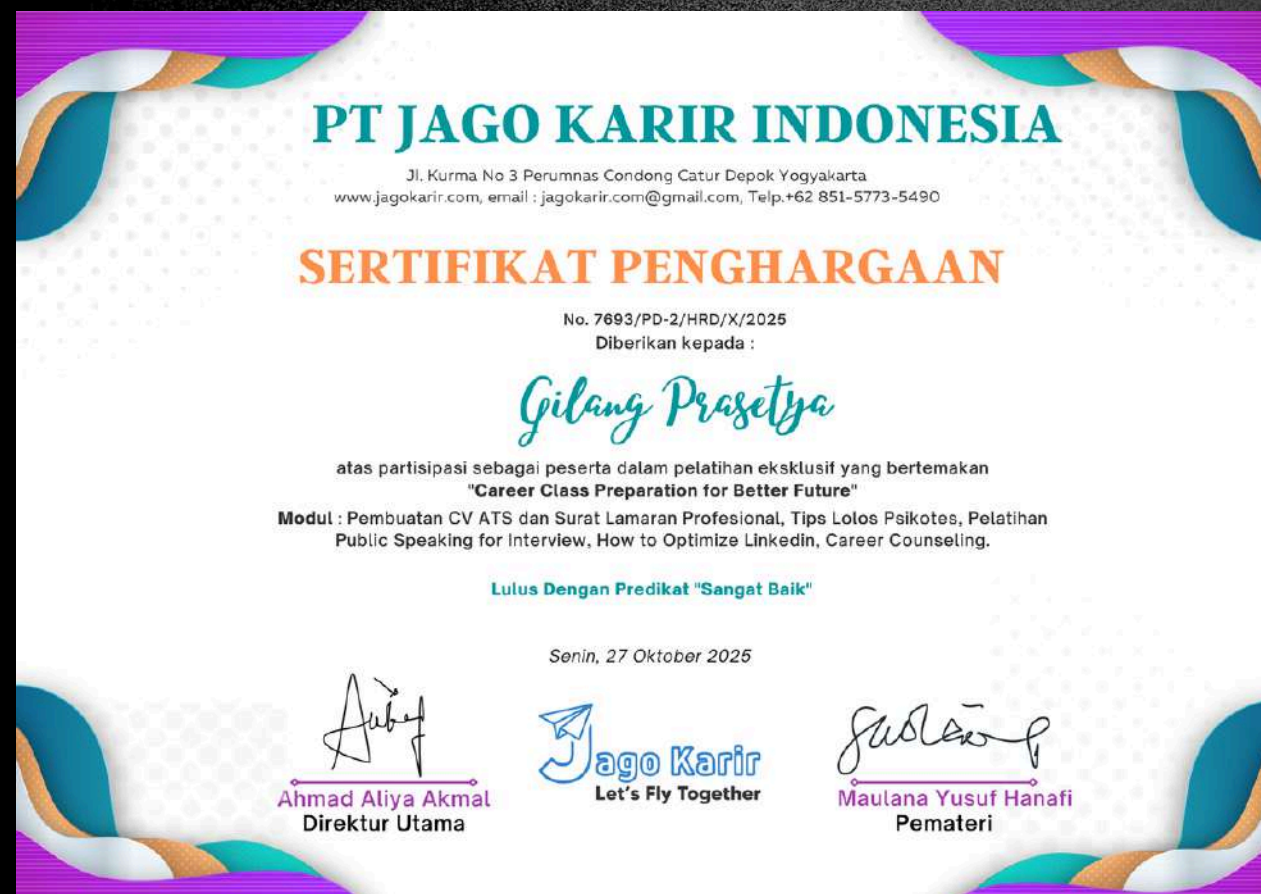 PT JAGO KARIR INDONESIA
Jl. Kurma No 3 Perumnas Condong Catur Depok Yogyakarta
www.jagokarir.com, email : jagokarir.com@gmail.com, Telp.+62 851-5773-5490
SERTIFIKAT PENGHARGAAN
No. 7693/PD-2/HRD/X/2025
Diberikan kepada :
Gilang Prasetya
atas partisipasi sebagai peserta dalam pelatihan eksklusif yang bertemakan
"Career Class Preparation for Better Future"
Modul : Pembuatan CV ATS dan Surat Lamaran Profesional, Tips Lolos Psikotes, Pelatihan
Public Speaking for Interview, How to Optimize Linkedin, Career Counseling.
Lulus Dengan Predikat "Sangat Baik"
Senin, 27 Oktober 2025
Jago Karir
Let's Fly Together
Ahmad Aliya Akmal
Direktur Utama
Maulana Yusuf Hanafi
Pemateri